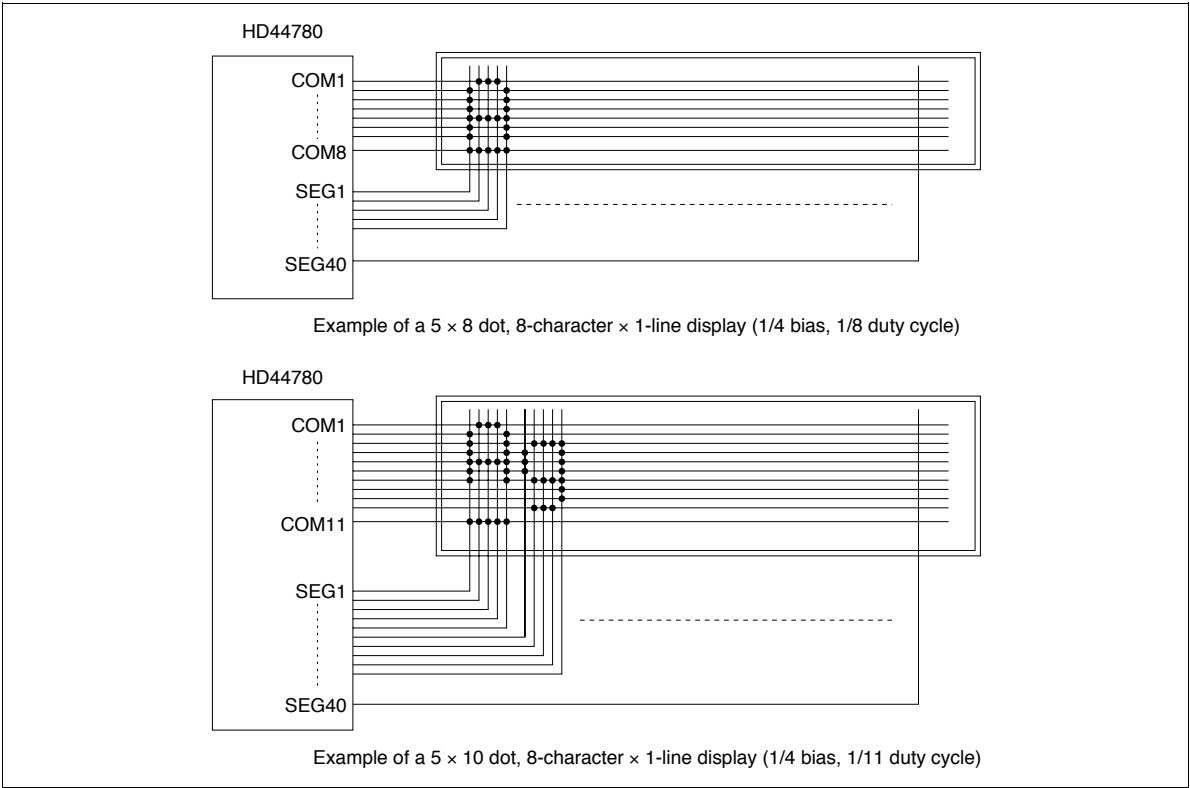 HD44780
COM1
COM8
SEG1
SEG40
Example of a 5 × 8 dot, 8-character × 1-line display (1/4 bias, 1/8 duty cycle)
HD44780
COM1
COM11
SEG1
SEG40
Example of a 5 × 10 dot, 8-character × 1-line display (1/4 bias, 1/11 duty cycle)